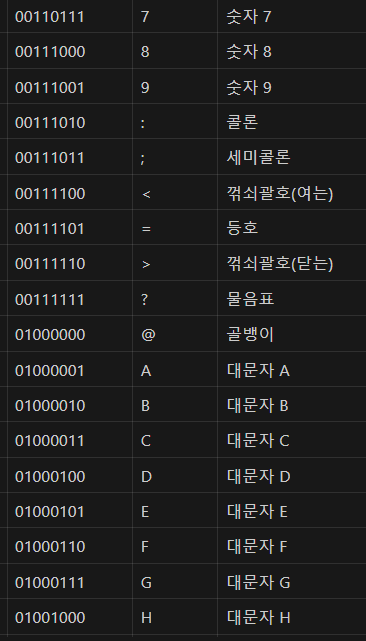 00110111 7 숫자 7
00111000 8 숫자 8
00111001 9 숫자 9
00111010 : 콜론
00111011 ; 세미콜론
00111100 < 꺾쇠괄호(여는)
00111101 = 등호
00111110 > 꺾쇠괄호(닫는)
00111111 ? 물음표
01000000 @ 골뱅이
01000001 A 대문자 A
01000010 B 대문자 B
01000011 C 대문자 C
01000100 D 대문자 D
01000101 E 대문자 E
01000110 F 대문자 F
01000111 G 대문자 G
01001000 H 대문자 H